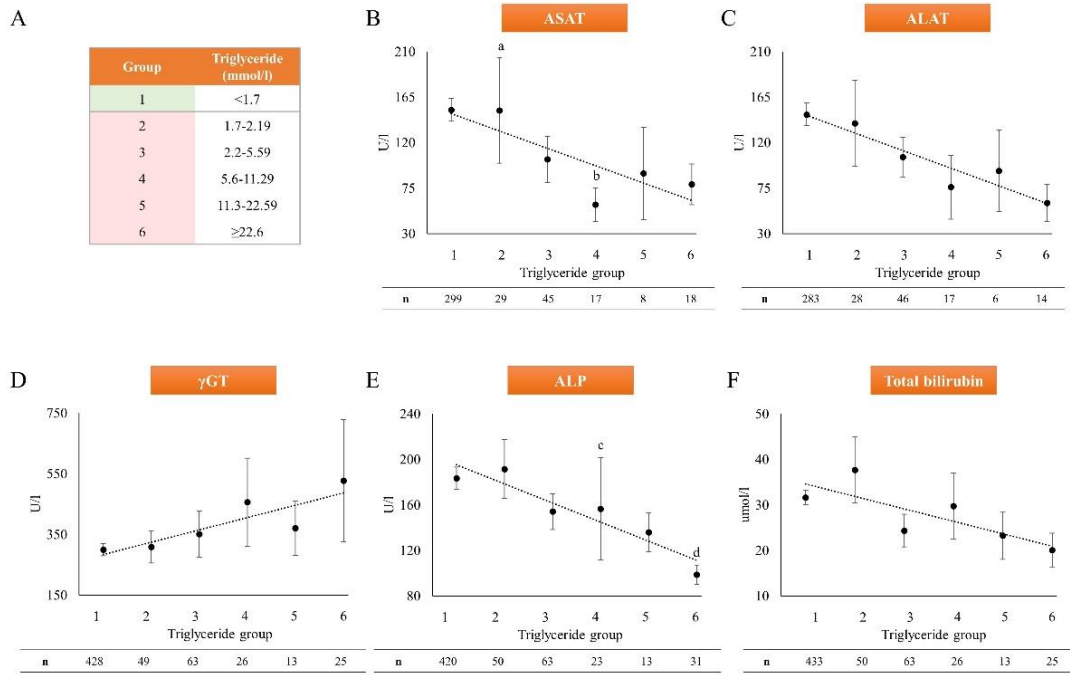 A
Group Triglyceride (mmol/l)
1 <1.7
2 1.7-2.19
3 2.2-5.59
4 5.6-11.29
5 11.3-22.59
6 ≥22.6
B
ASAT
210
165
120
75
30
U/l
a
b
1 2 3 4 5 6
Triglyceride group
n 299 29 45 17 8 18
C
ALAT
210
165
120
75
30
U/l
1 2 3 4 5 6
Triglyceride group
n 283 28 46 17 6 14
D
γGT
750
550
350
150
U/l
1 2 3 4 5 6
Triglyceride group
n 428 49 63 26 13 25
E
ALP
240
200
160
120
80
U/l
c
d
1 2 3 4 5 6
Triglyceride group
n 420 50 63 23 13 31
F
Total bilirubin
50
40
30
20
10
umol/l
1 2 3 4 5 6
Triglyceride group
n 433 50 63 26 13 25